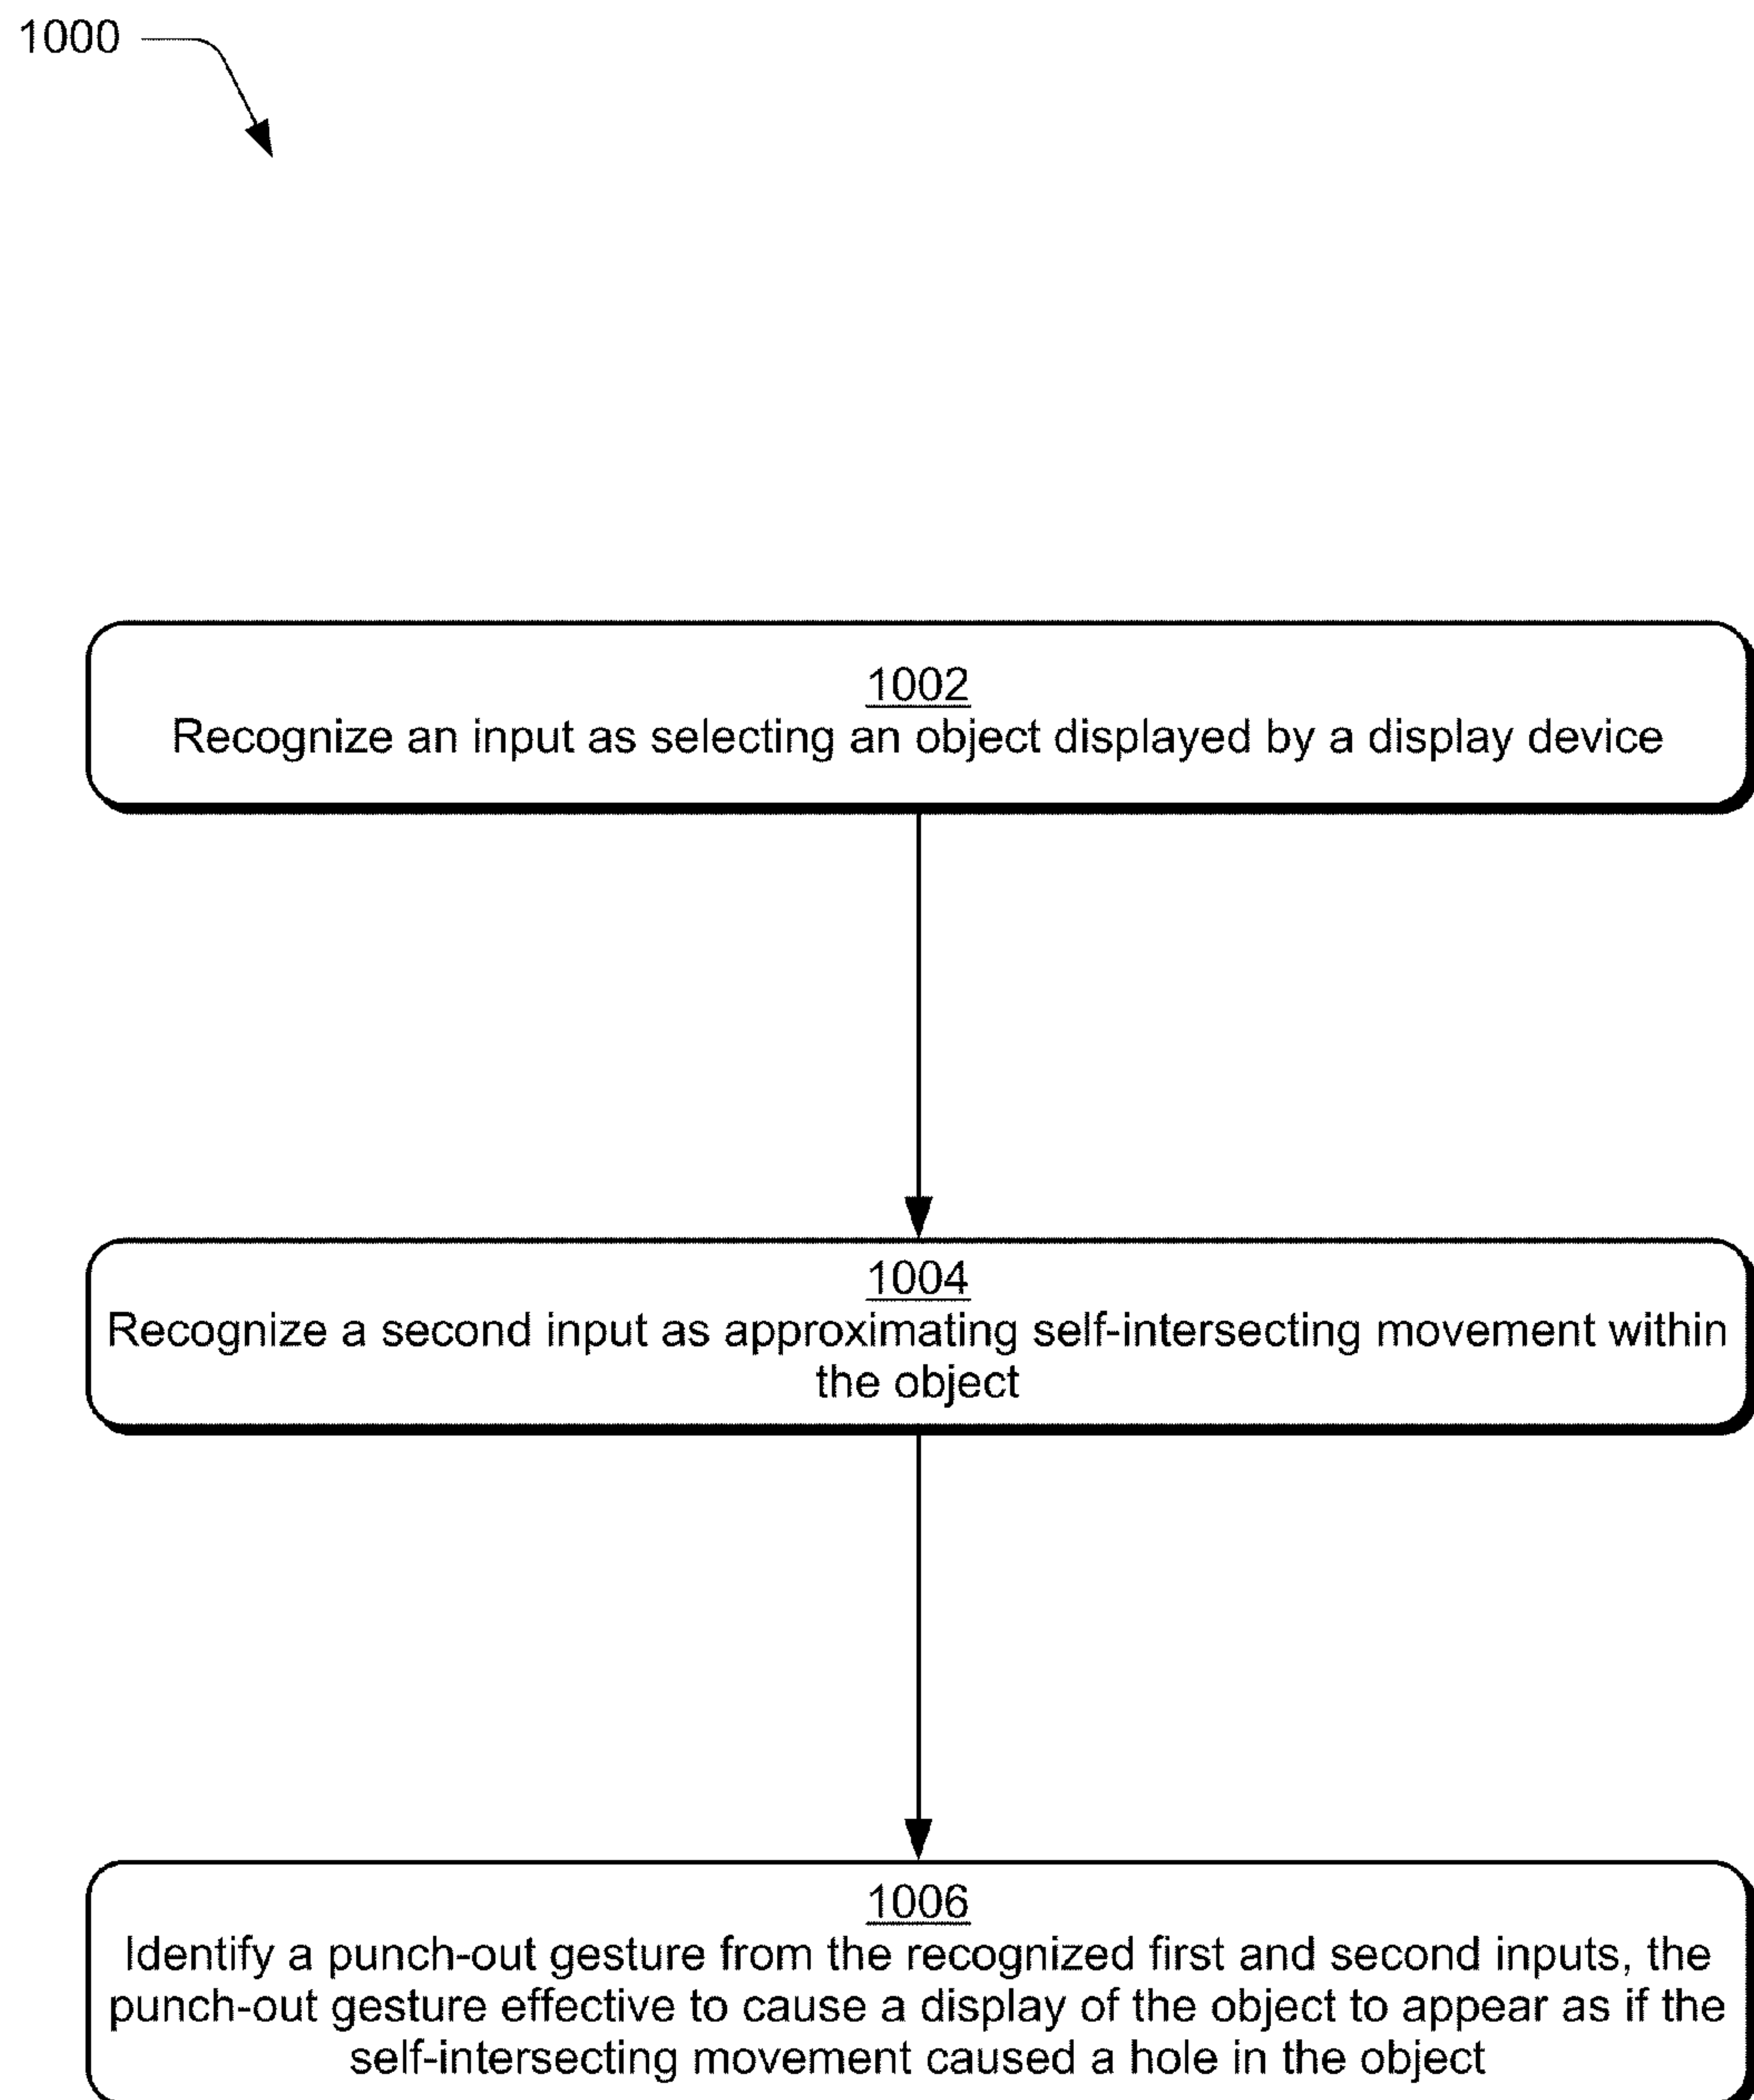 1000
1002
Recognize an input as selecting an object displayed by a display device
1004
Recognize a second input as approximating self-intersecting movement within
the object
1006
Identify a punch-out gesture from the recognized first and second inputs, the
punch-out gesture effective to cause a display of the object to appear as if the
self-intersecting movement caused a hole in the object